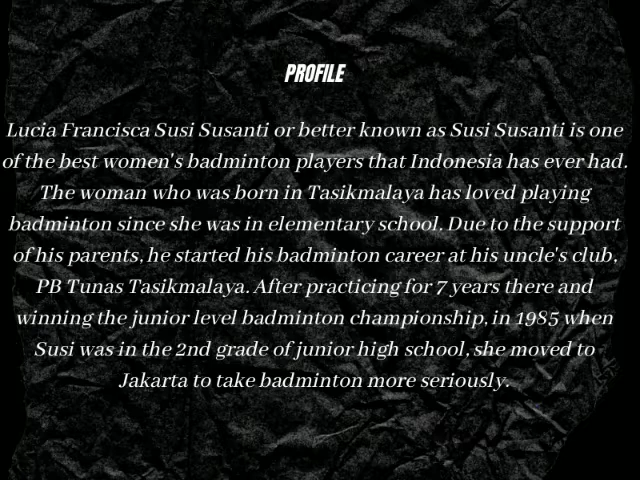 PROFILE
Lucia Francisca Susi Susanti or better known as Susi Susanti is one
of the best women's badminton players that Indonesia has ever had.
The woman who was born in Tasikmalaya has loved playing
badminton since she was in elementary school. Due to the support
of his parents, he started his badminton career at his uncle's club,
PB Tunas Tasikmalaya. After practicing for 7 years there and
winning the junior level badminton championship, in 1985 when
Susi was in the 2nd grade of junior high school, she moved to
Jakarta to take badminton more seriously.